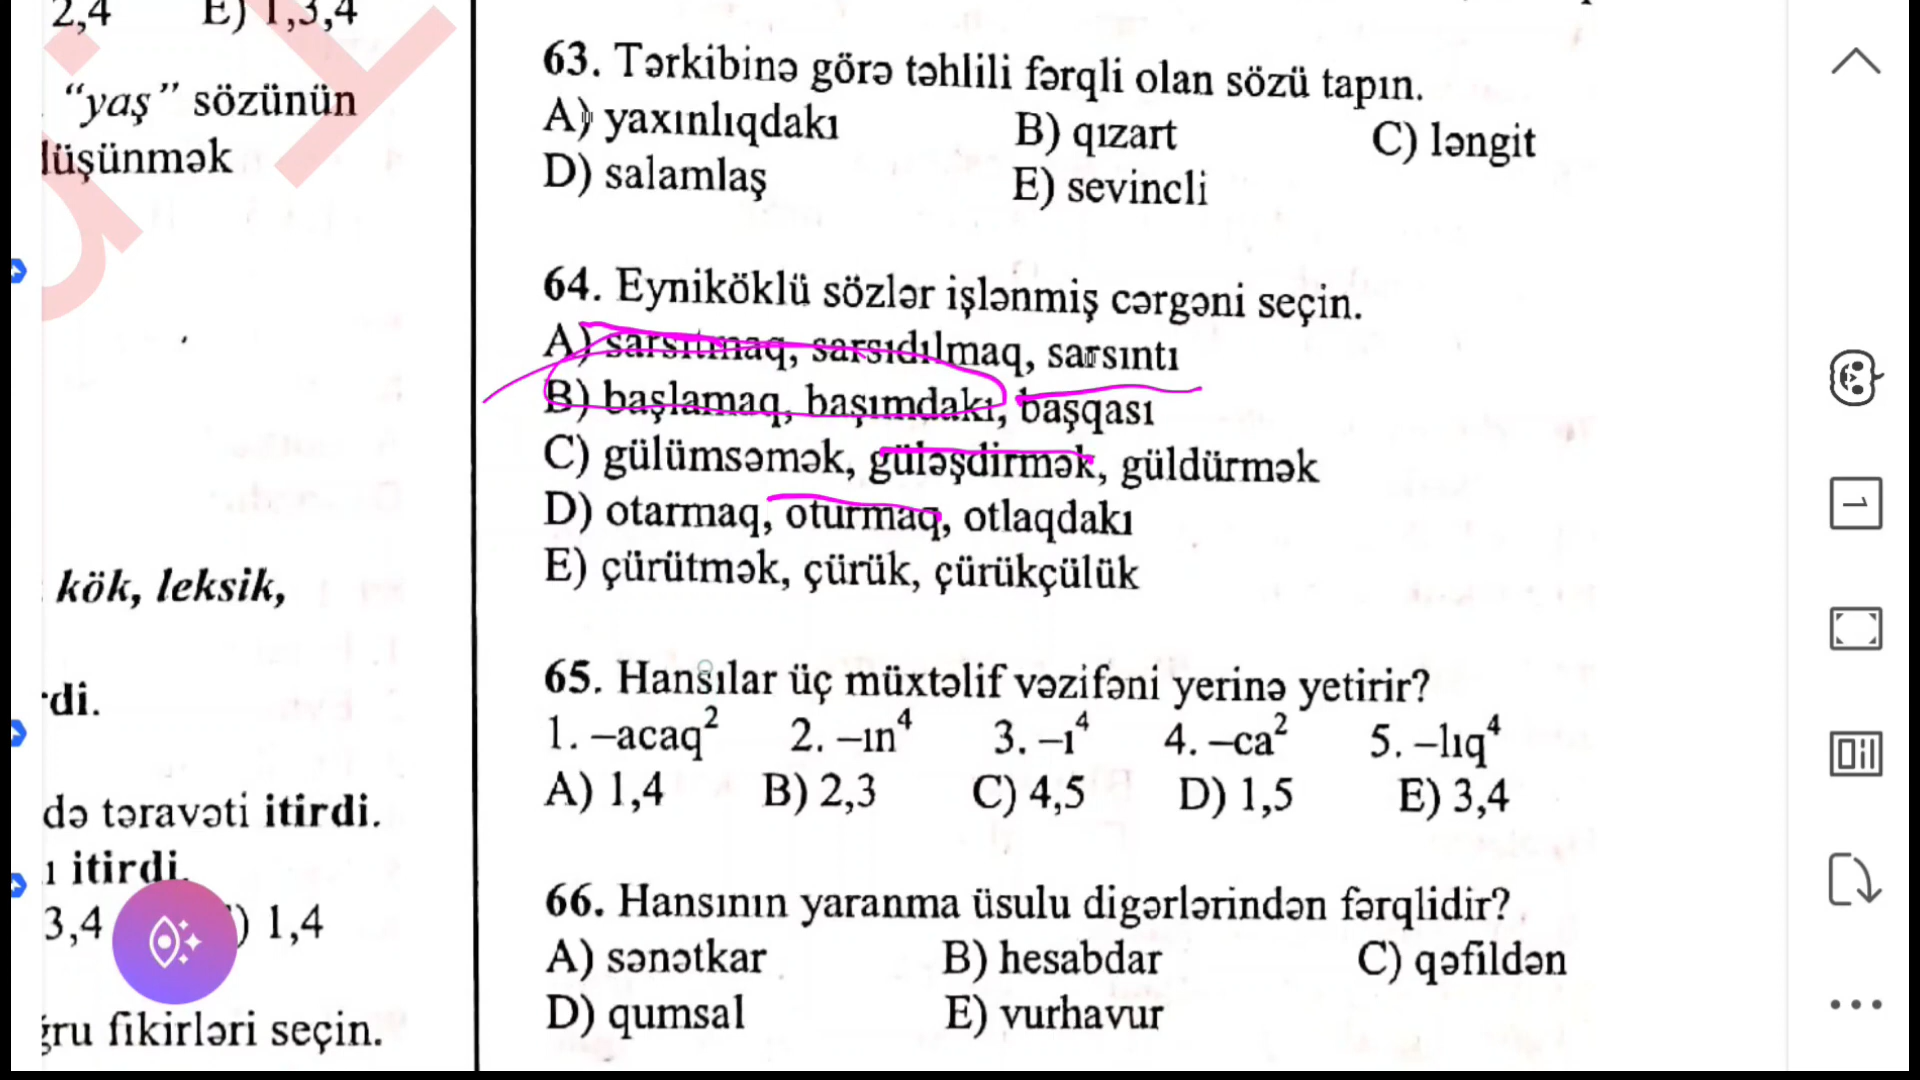 2,4 E) 1,3,4
“yaş” sözünün
düşünmək
kök, leksik,
rdi.
də təravəti itirdi.
ı itirdi.
3,4 ) 1,4
ğru fikirləri seçin.
63. Tərkibinə görə təhlili fərqli olan sözü tapın.
A) yaxınlıqdakı B) qızart C) ləngit
D) salamlaş E) sevincli
64. Eyniköklü sözlər işlənmiş cərgəni seçin.
A) sarsıtmaq, sarsıdılmaq, sarsıntı
B) başlamaq, başımdakı, başqası
C) gülümsəmək, güləşdirmək, güldürmək
D) otarmaq, oturmaq, otlaqdakı
E) çürütmək, çürük, çürükçülük
65. Hansılar üç müxtəlif vəzifəni yerinə yetirir?
1. –acaq² 2. –ın⁴ 3. –ı⁴ 4. –ca² 5. –lıq⁴
A) 1,4 B) 2,3 C) 4,5 D) 1,5 E) 3,4
66. Hansının yaranma üsulu digərlərindən fərqlidir?
A) sənətkar B) hesabdar C) qəfildən
D) qumsal E) vurhavur